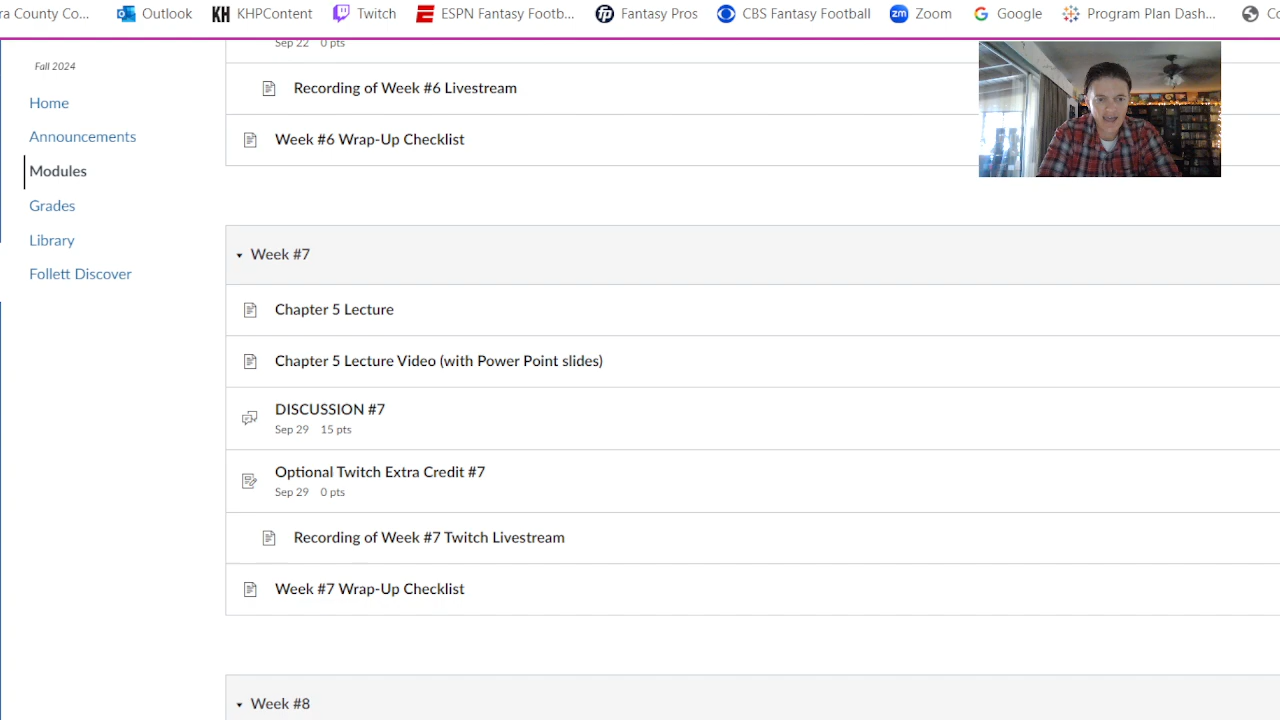 ra County Co... Outlook KHPContent Twitch ESPN Fantasy Footb... Fantasy Pros CBS Fantasy Football Zoom Google Program Plan Dash... Co
Fall 2024
Home
Announcements
Modules
Grades
Library
Follett Discover
Sep 22 0 pts
Recording of Week #6 Livestream
Week #6 Wrap-Up Checklist
Week #7
Chapter 5 Lecture
Chapter 5 Lecture Video (with Power Point slides)
DISCUSSION #7
Sep 29 15 pts
Optional Twitch Extra Credit #7
Sep 29 0 pts
Recording of Week #7 Twitch Livestream
Week #7 Wrap-Up Checklist
Week #8